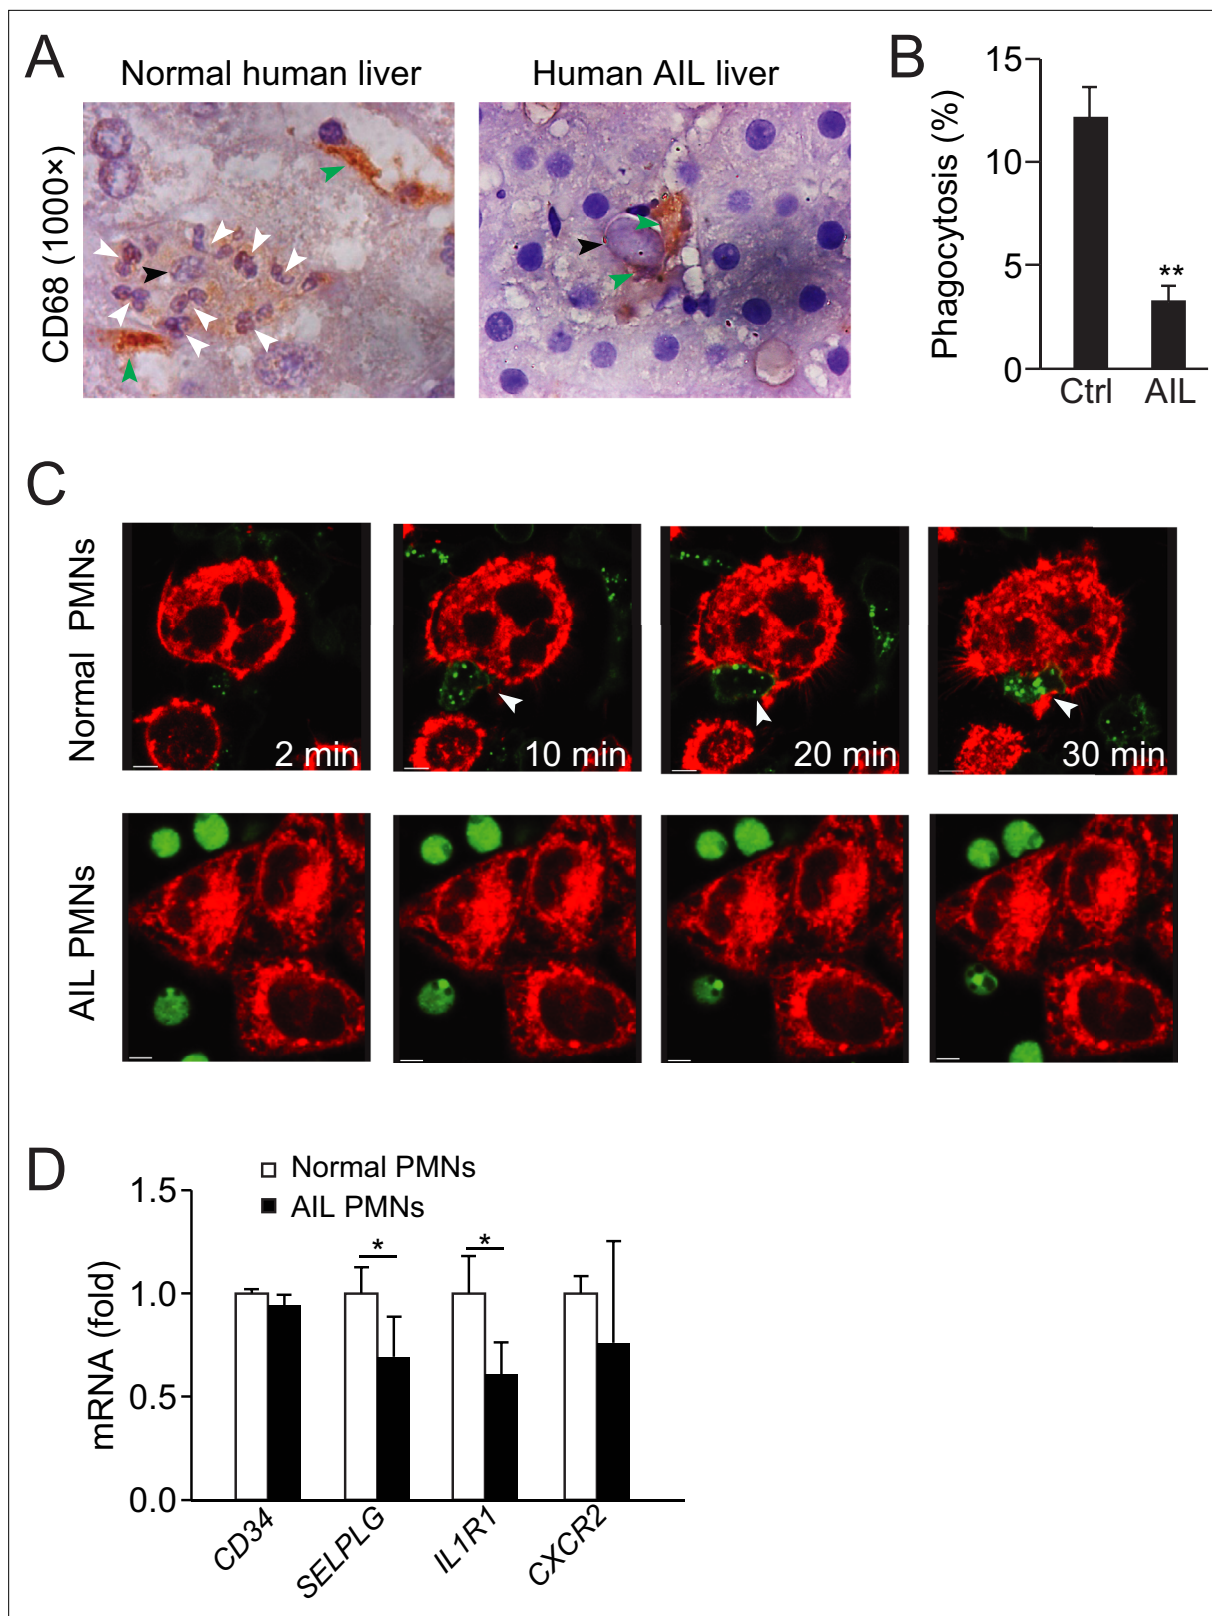 A
Normal human liver
Human AIL liver
CD68 (1000×)
B
Phagocytosis (%)
15
10
5
0
**
Ctrl
AIL
C
Normal PMNs
2 min
10 min
20 min
30 min
AIL PMNs
D
Normal PMNs
AIL PMNs
mRNA (fold)
1.5
1.0
0.5
0.0
*
*
CD34
SELPLG
IL1R1
CXCR2